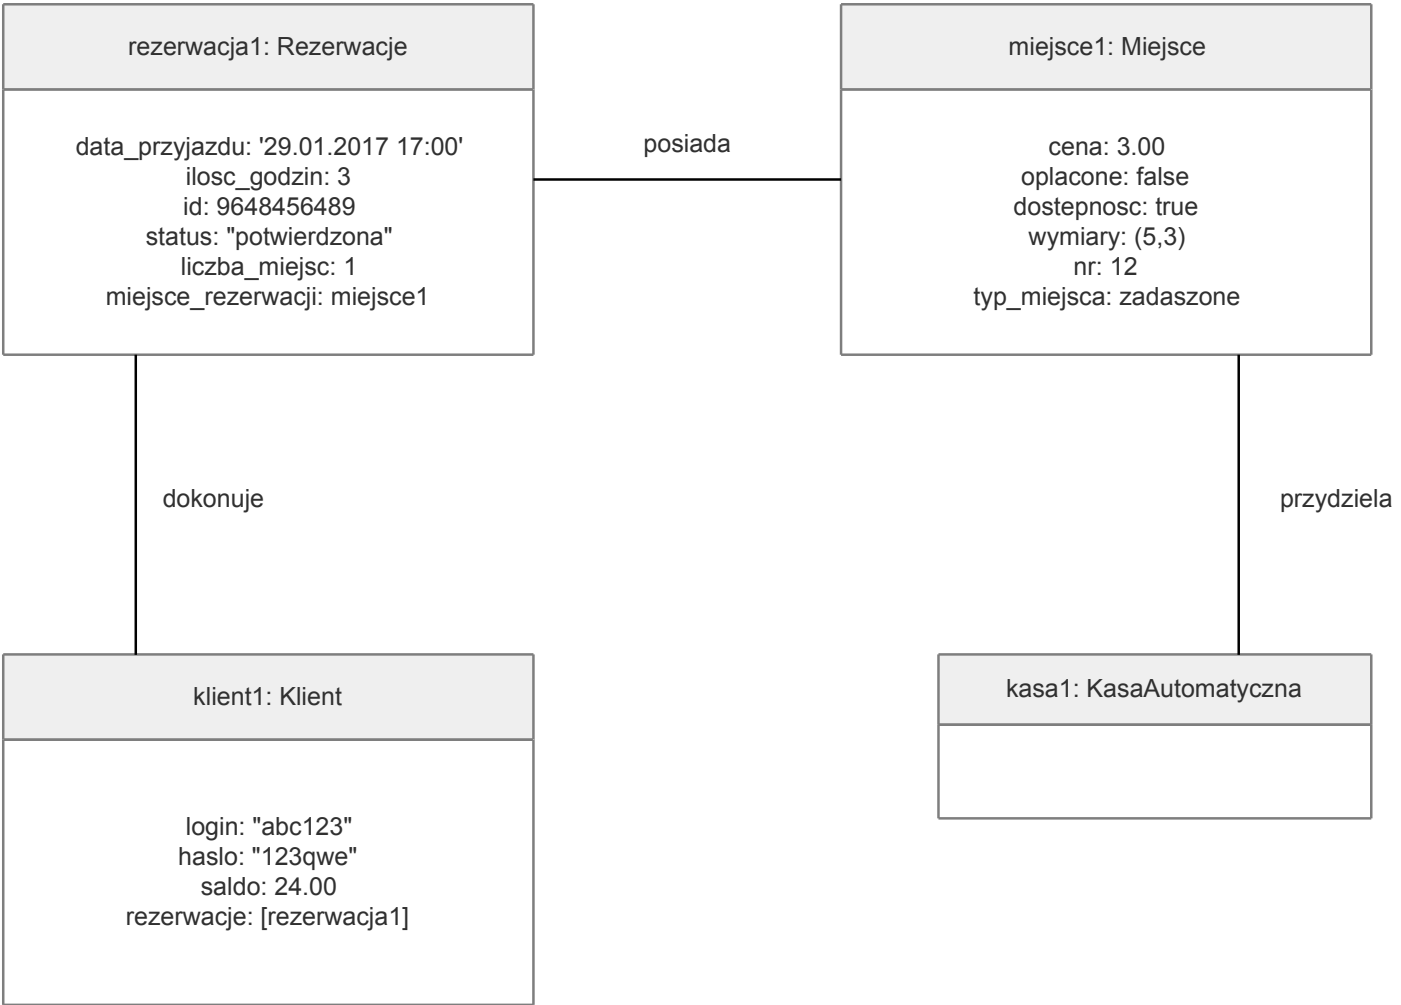 rezerwacja1: Rezerwacje
data_przyjazdu: '29.01.2017 17:00'
ilosc_godzin: 3
id: 9648456489
status: "potwierdzona"
liczba_miejsc: 1
miejsce_rezerwacji: miejsce1
posiada
miejsce1: Miejsce
cena: 3.00
oplacone: false
dostepnosc: true
wymiary: (5,3)
nr: 12
typ_miejsca: zadaszone
dokonuje
przydziela
klient1: Klient
login: "abc123"
haslo: "123qwe"
saldo: 24.00
rezerwacje: [rezerwacja1]
kasa1: KasaAutomatyczna